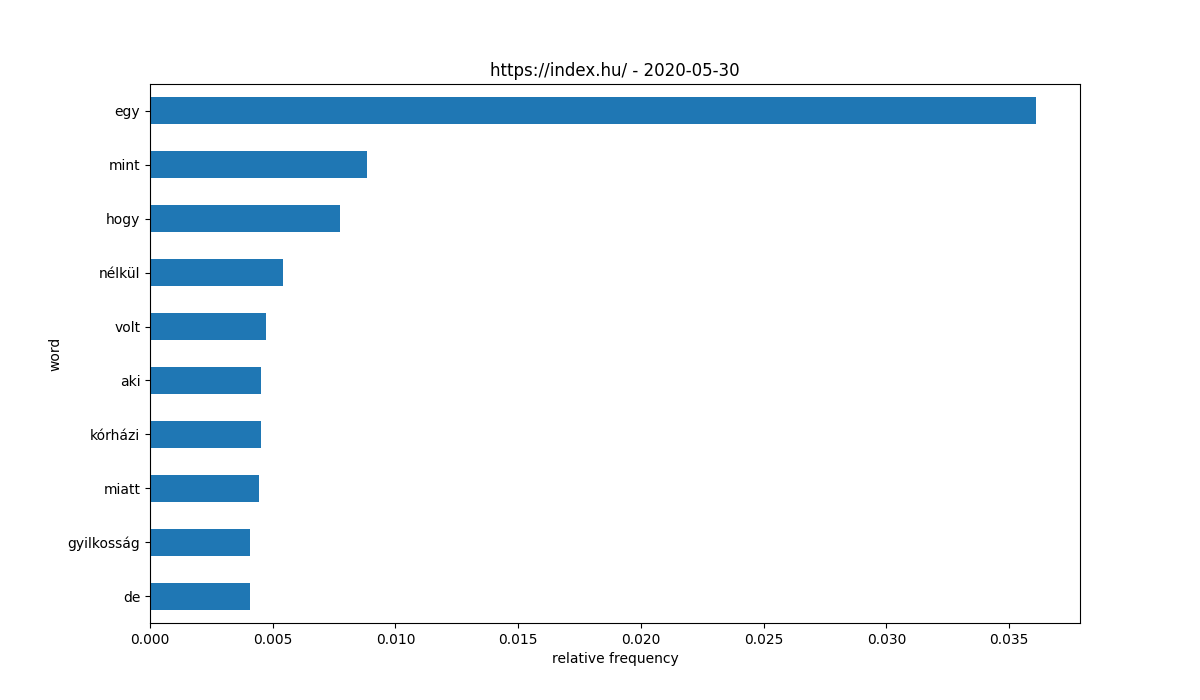 https://index.hu/ - 2020-05-30
egy
mint
hogy
nélkül
volt
aki
kórházi
miatt
gyilkosság
de
word
0.000 0.005 0.010 0.015 0.020 0.025 0.030 0.035
relative frequency